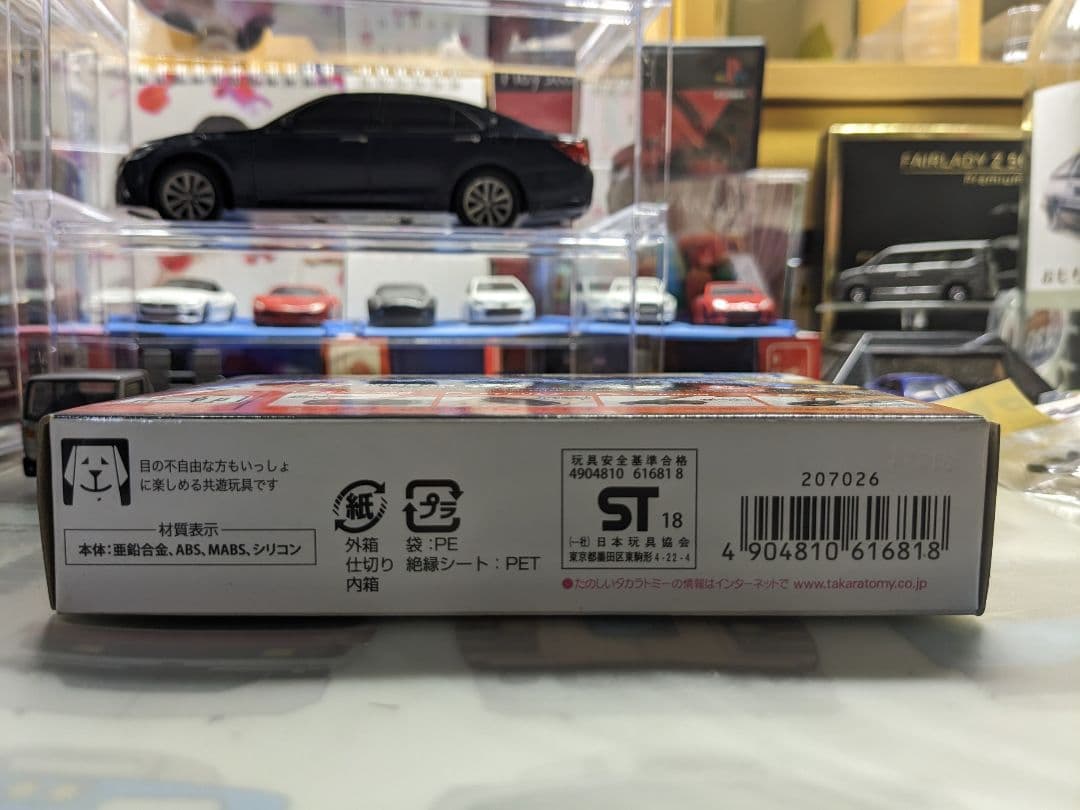 FAIRLADY Z
Premium
目の不自由な方もいっしょ
に楽しめる共遊玩具です
材質表示
本体:亜鉛合金、ABS、MABS、シリコン
紙
外箱
仕切り
内箱
プラ
袋:PE
絶縁シート:PET
玩具安全基準合格
4904810 616818
ST 18
(一社)日本玩具協会
東京都墨田区東駒形4-22-4
207026
4 904810 616818
●たのしいタカラトミーの情報はインターネットで www.takaratomy.co.jp